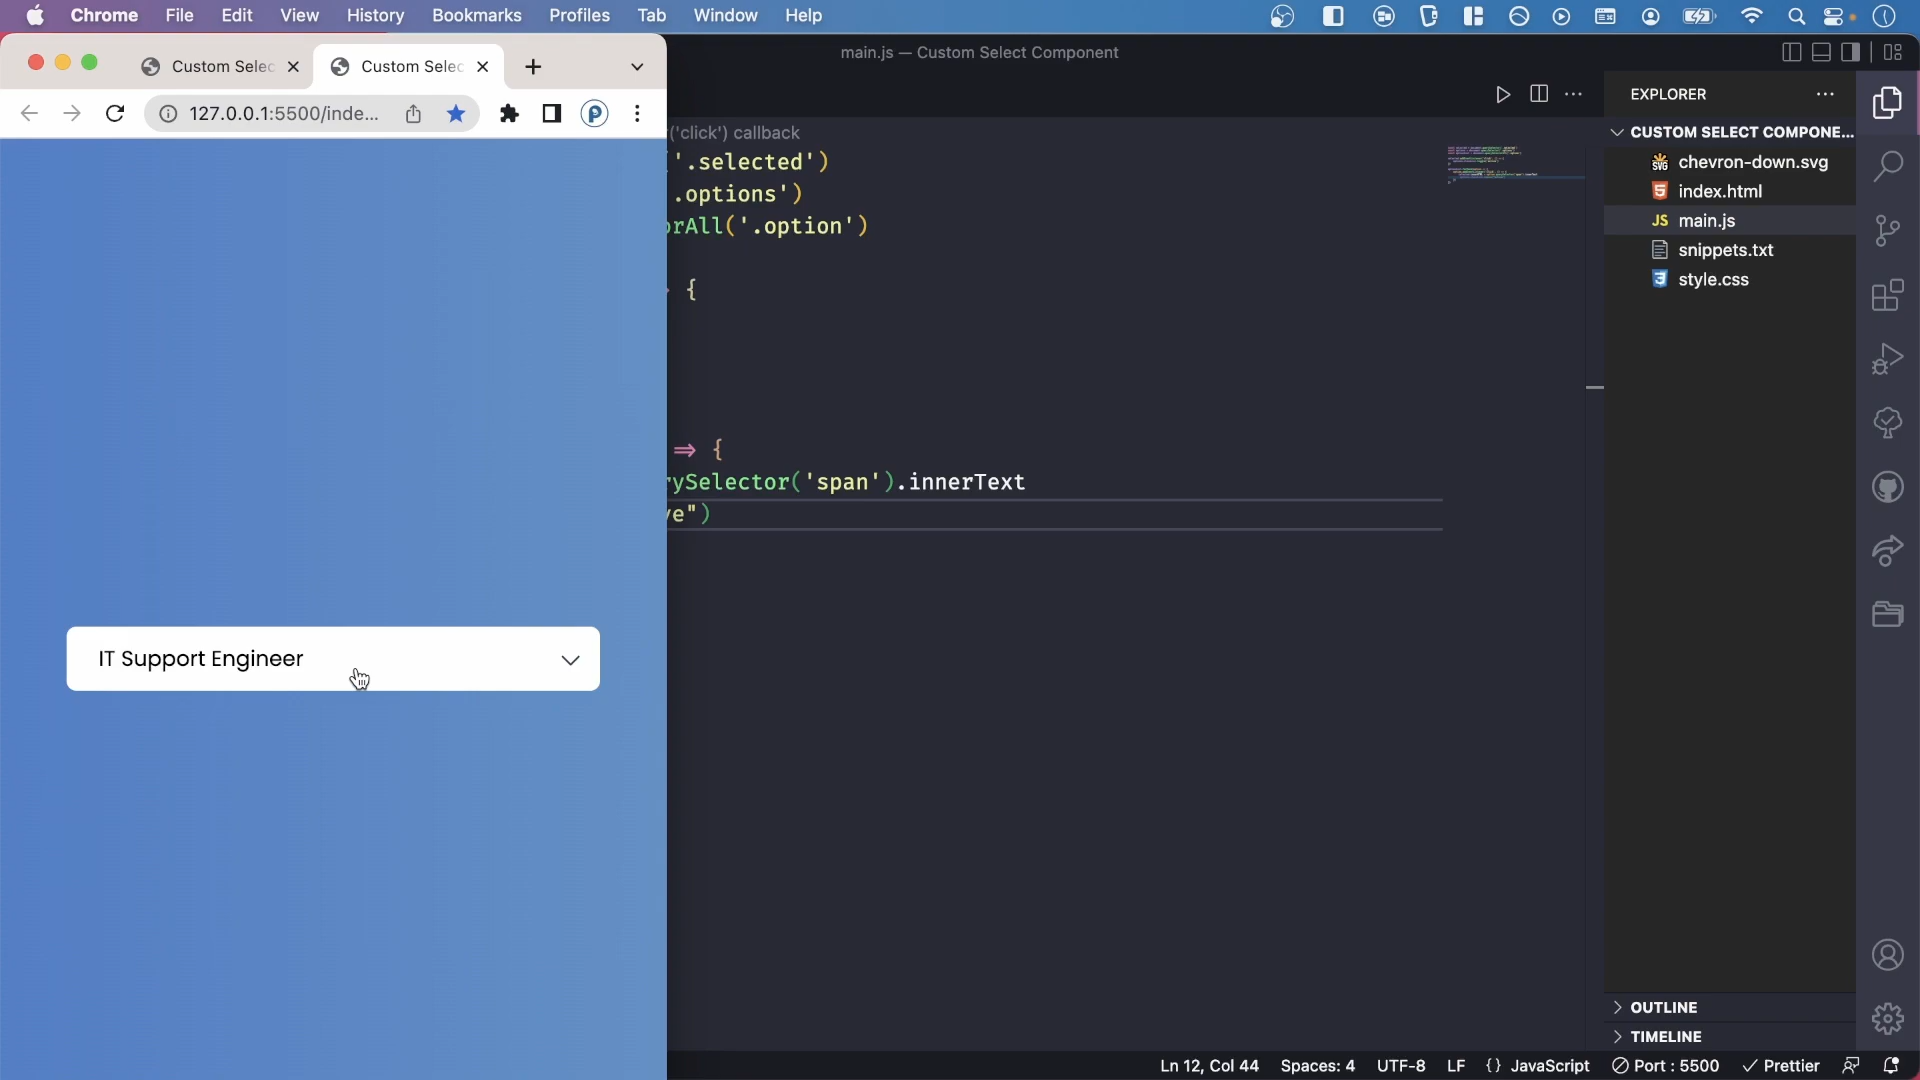 Chrome File Edit View History Bookmarks Profiles Tab Window Help
main.js — Custom Select Component
Custom Selec
Custom Selec
127.0.0.1:5500/inde...
EXPLORER
CUSTOM SELECT COMPONE...
chevron-down.svg
index.html
JS main.js
snippets.txt
style.css
('click') callback
'.selected')
.options')
rAll('.option')
{
⇒ {
ySelector('span').innerText
e")
IT Support Engineer
OUTLINE
TIMELINE
Ln 12, Col 44 Spaces: 4 UTF-8 LF {} JavaScript Port : 5500 Prettier